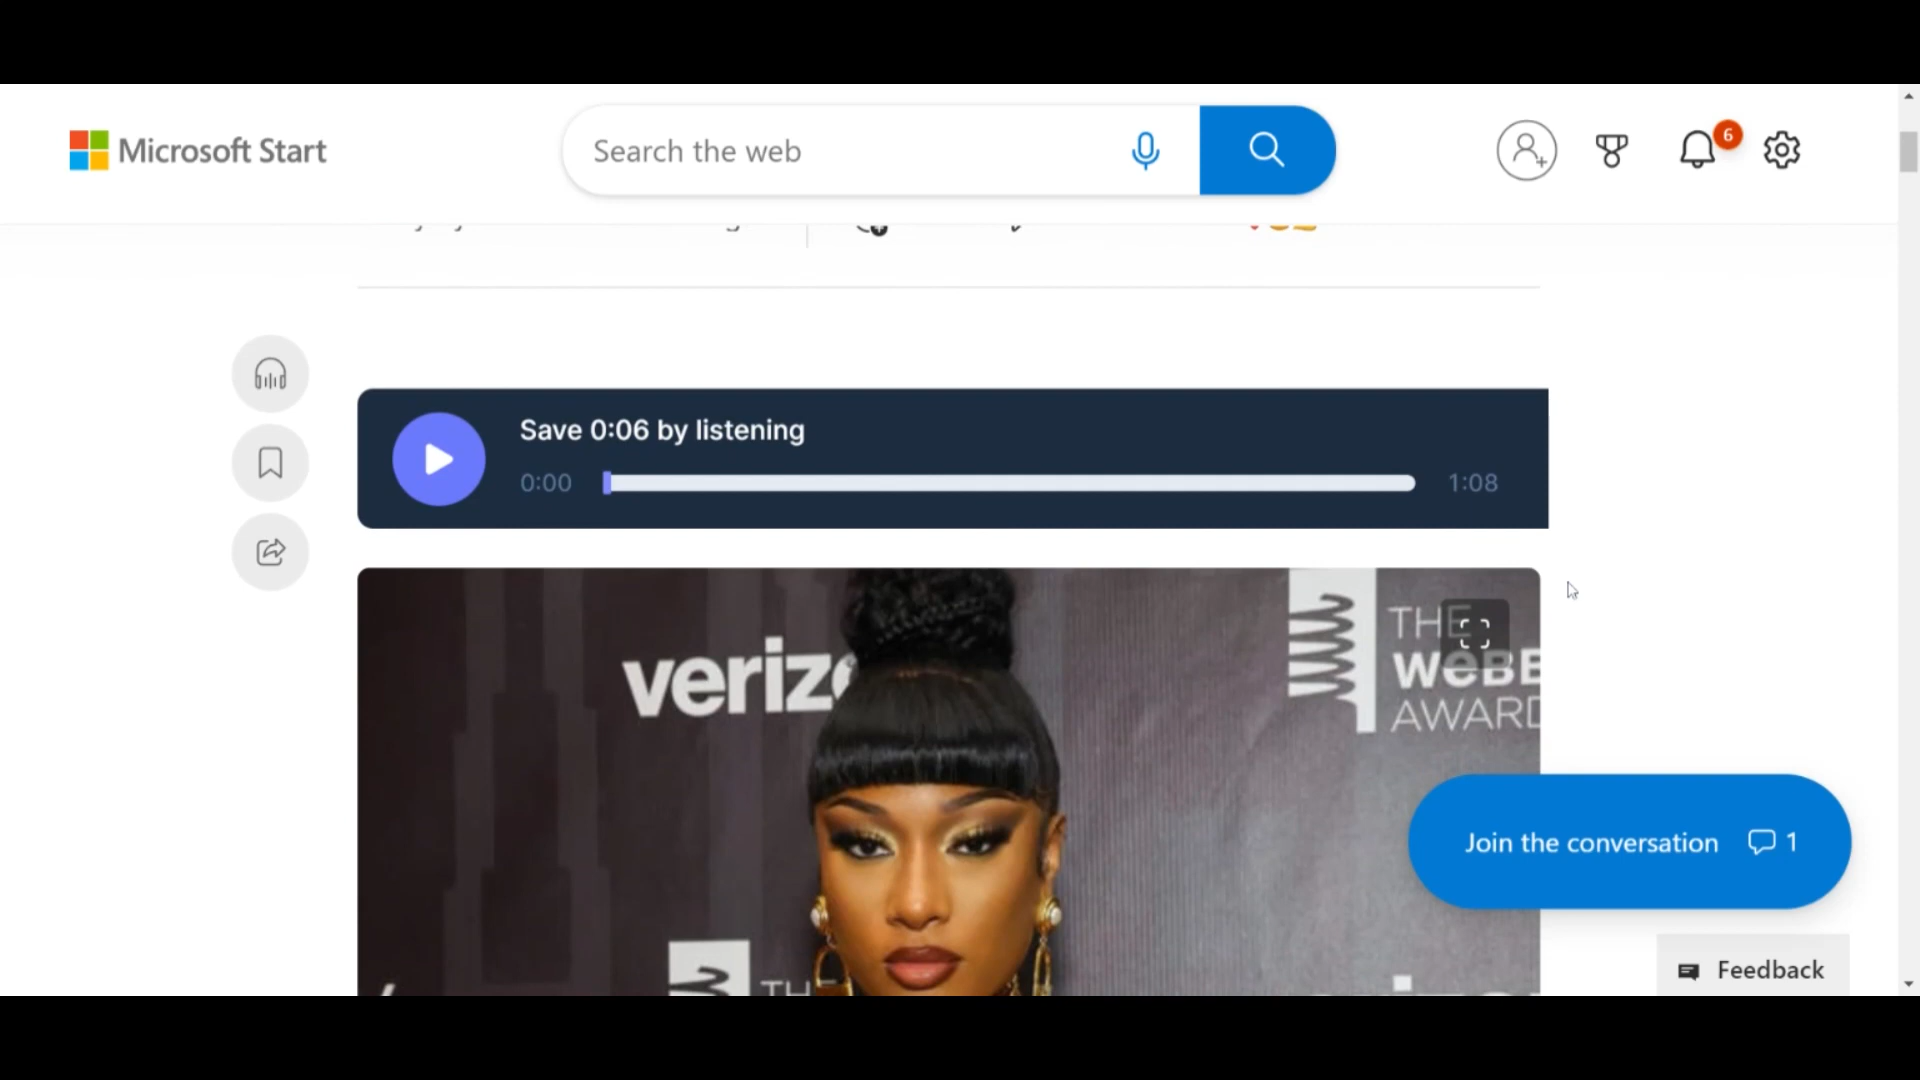 Microsoft Start
Search the web
6
Save 0:06 by listening
0:00
1:08
veriz
THE
WEBB
AWARD
Join the conversation
1
TH
Feedback